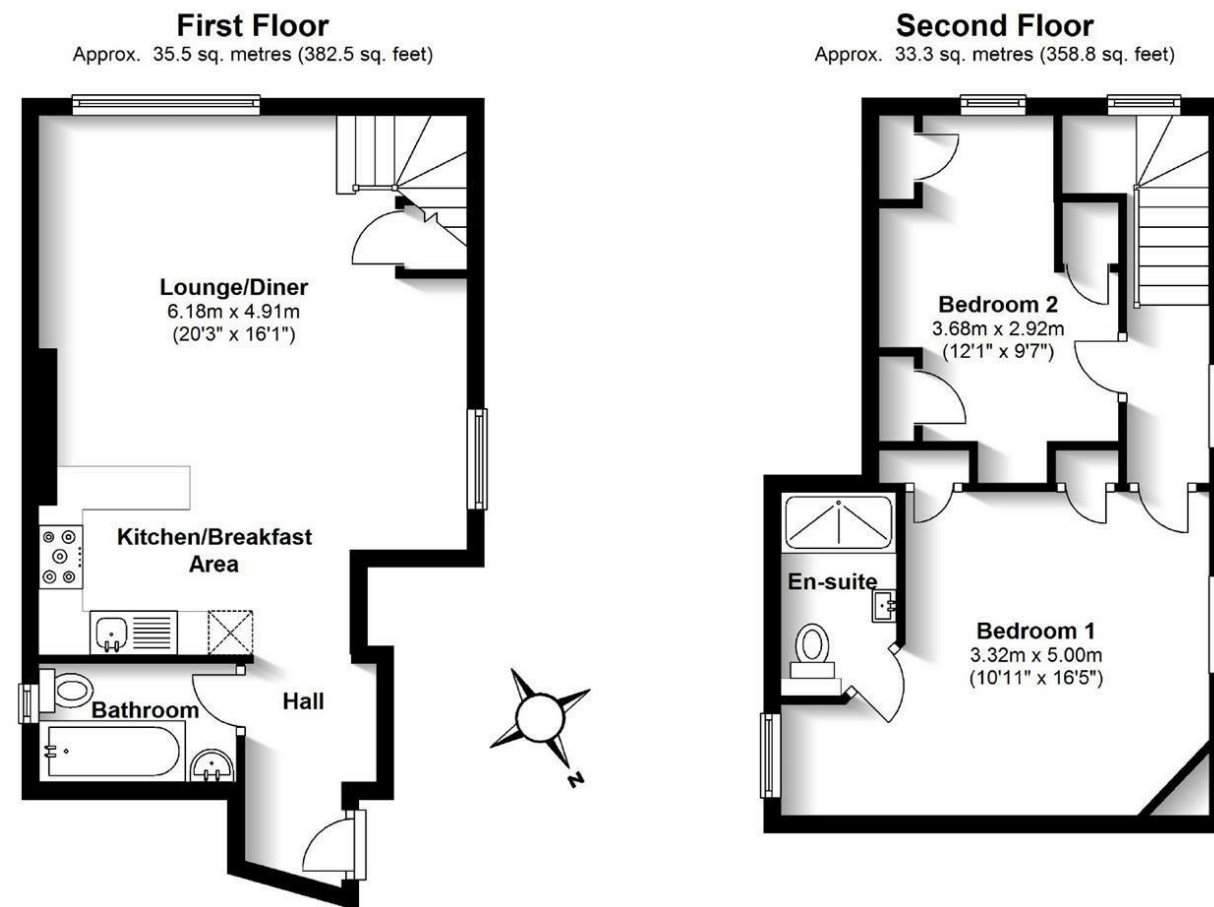 First Floor
Approx. 35.5 sq. metres (382.5 sq. feet)
Lounge/Diner
6.18m x 4.91m
(20'3" x 16'1")
Kitchen/Breakfast
Area
Bathroom
Hall
N
Second Floor
Approx. 33.3 sq. metres (358.8 sq. feet)
Bedroom 2
3.68m x 2.92m
(12'1" x 9'7")
En-suite
Bedroom 1
3.32m x 5.00m
(10'11" x 16'5")